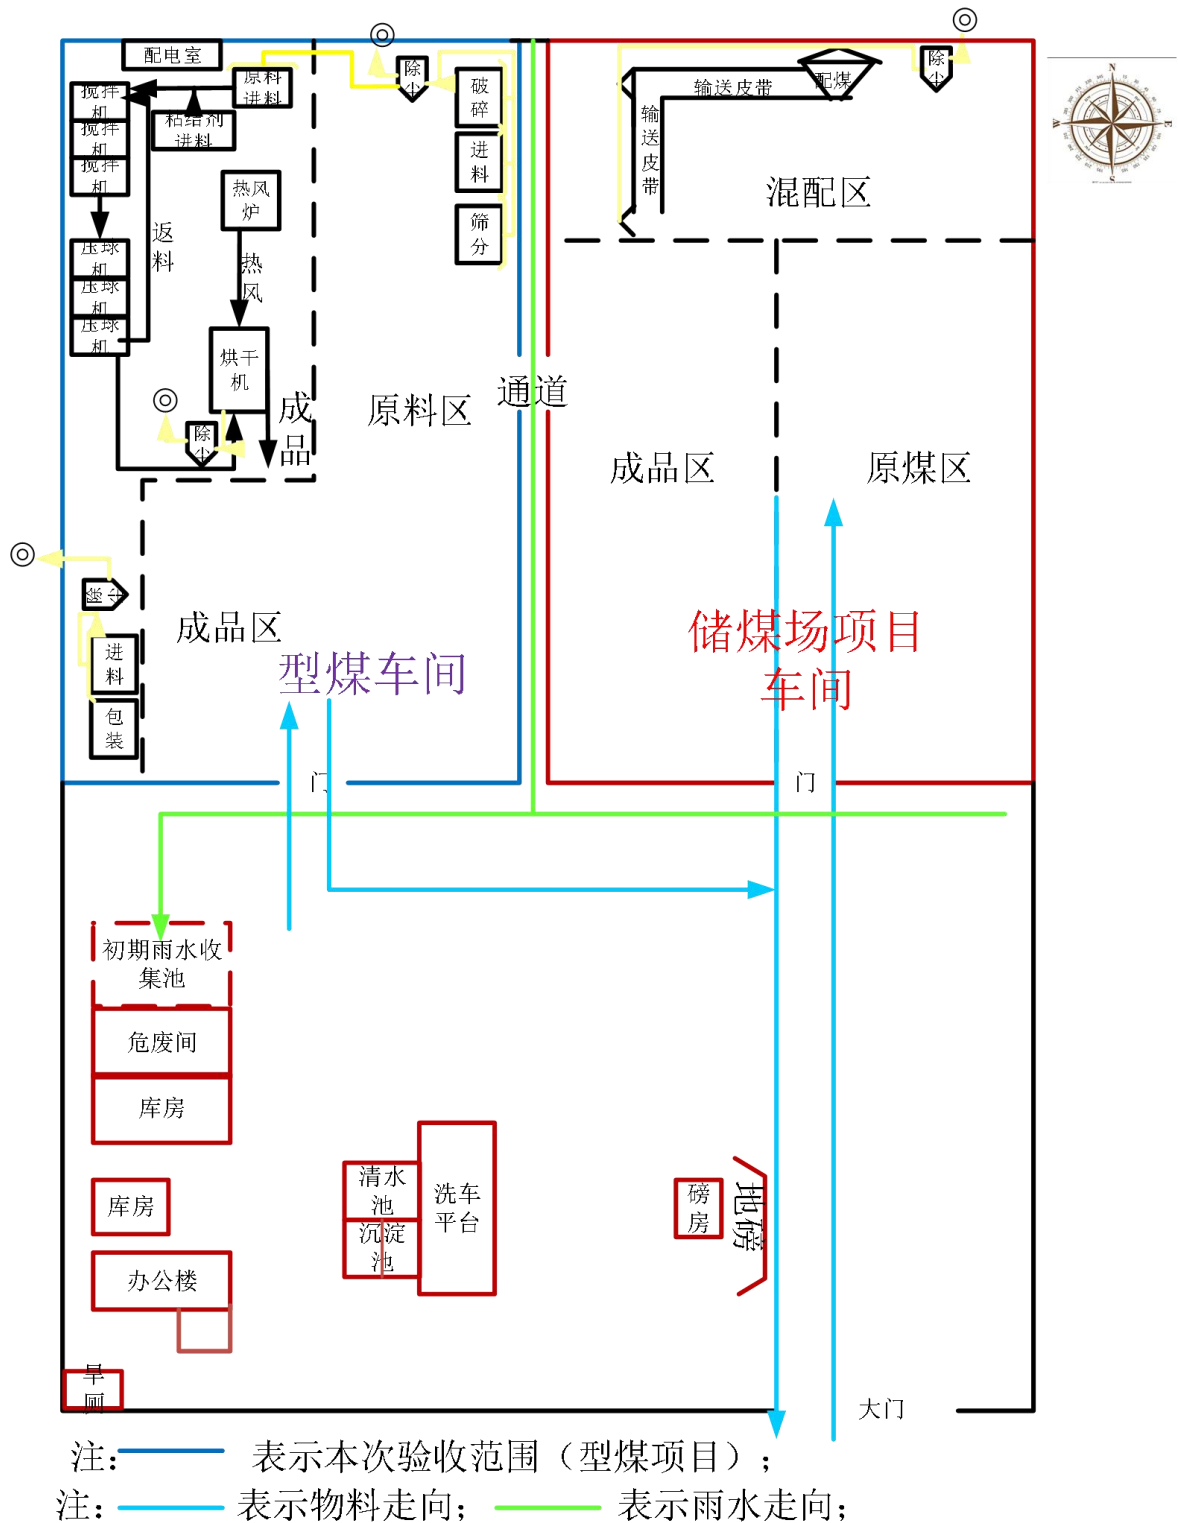 配电室
除
尘
除
尘
原料
进料
搅拌
机
搅拌
机
搅拌
机
粘结剂
进料
破
碎
进
料
筛
分
输送皮带
配煤
输
送
皮
带
混配区
N
E
S
W
热风
炉
热
风
返
料
压球
机
压球
机
压球
机
烘干
机
成
品
除
尘
原料区
通道
成品区
原煤区
除
尘
进
料
包
装
成品区
型煤车间
储煤场项目
车间
门
门
初期雨水收
集池
危废间
库房
库房
办公楼
旱
厕
清水
池
沉淀
池
洗车
平台
磅
房
地磅
大门
注: 表示本次验收范围（型煤项目）;
注: 表示物料走向; 表示雨水走向;